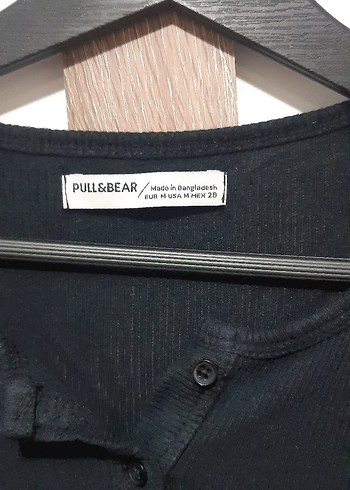 PULL&BEAR / Made in Bangladesh
EUR M USA M MEX 28